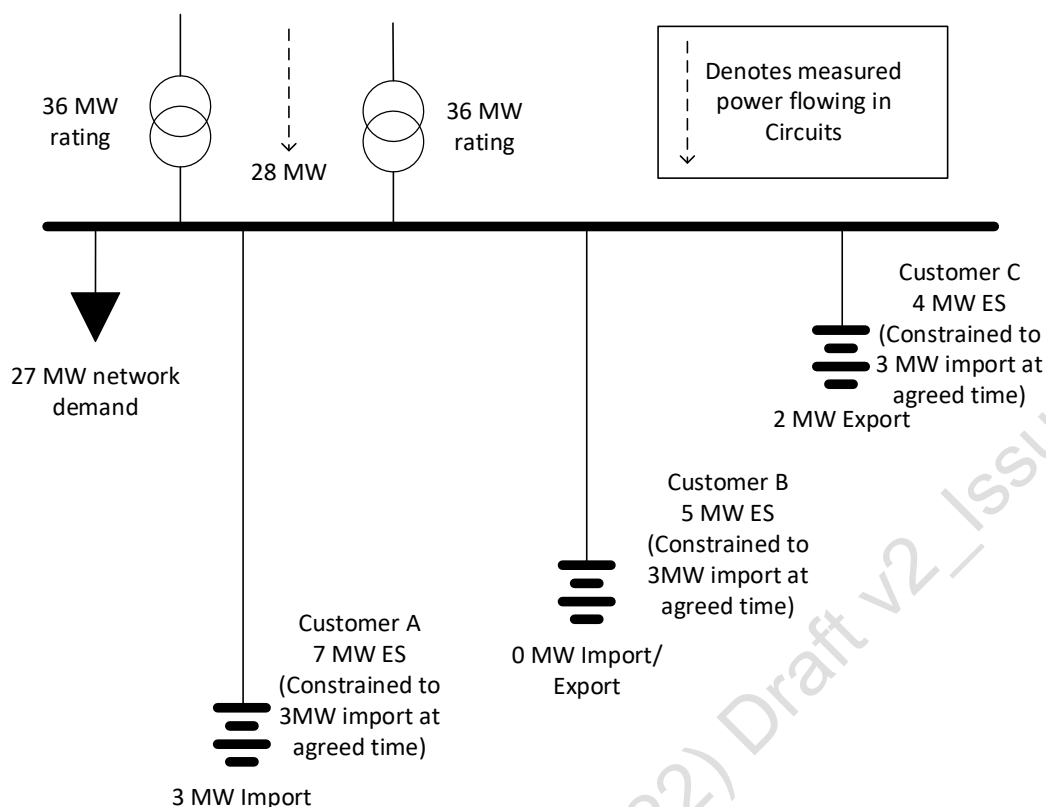 36 MW
rating
28 MW
36 MW
rating
Denotes measured
power flowing in
Circuits
27 MW network
demand
Customer A
7 MW ES
(Constrained to
3MW import at
agreed time)
3 MW Import
Customer B
5 MW ES
(Constrained to
3MW import at
agreed time)
0 MW Import/
Export
Customer C
4 MW ES
(Constrained to
3 MW import at
agreed time)
2 MW Export
Draft v2_Issu